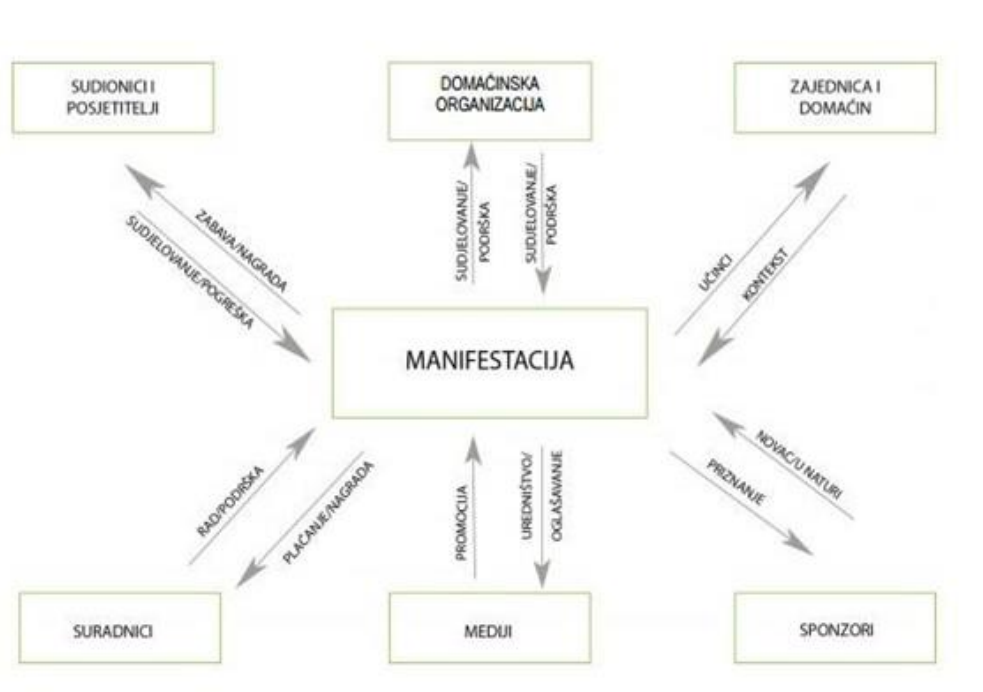 SUDIONICI I
POSJETITELJI
DOMAĆINSKA
ORGANIZACIJA
ZAJEDNICA I
DOMAĆIN
ZABAVA/NAGRADA
SUDJELOVANJE/POGREŠKA
SUDJELOVANJE/
PODRŠKA
SUDJELOVANJE/
PODRŠKA
UČINCI
KONTEKST
MANIFESTACIJA
RAD/PODRŠKA
PLAĆANJE/NAGRADA
PROMOCIJA
UREDNIŠTVO/
OGLAŠAVANJE
PRIZNANJE
NOVAC/U NATURI
SURADNICI
MEDIJI
SPONZORI